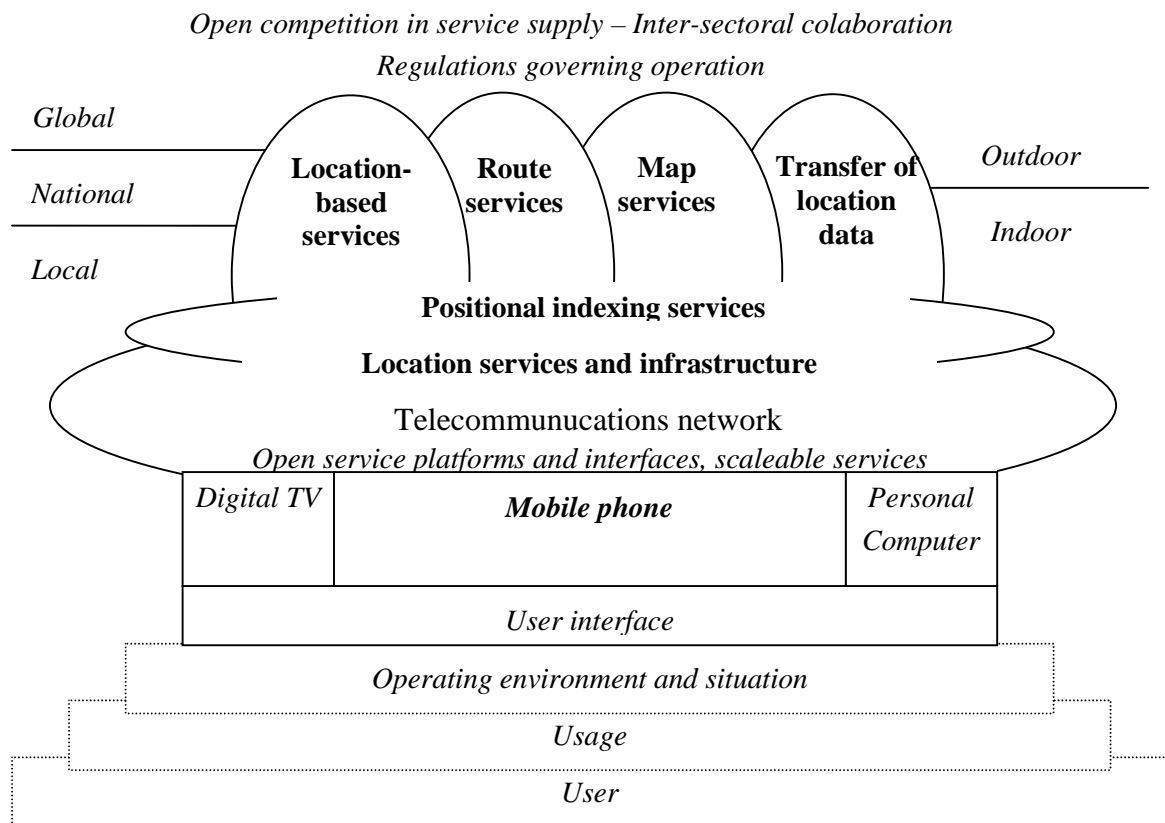 Open competition in service supply – Inter-sectoral colaboration
Regulations governing operation
Global
National
Local
Location-
based
services
Route
services
Map
services
Transfer of
location
data
Outdoor
Indoor
Positional indexing services
Location services and infrastructure
Telecommunucations network
Open service platforms and interfaces, scaleable services
Digital TV
Mobile phone
Personal
Computer
User interface
Operating environment and situation
Usage
User